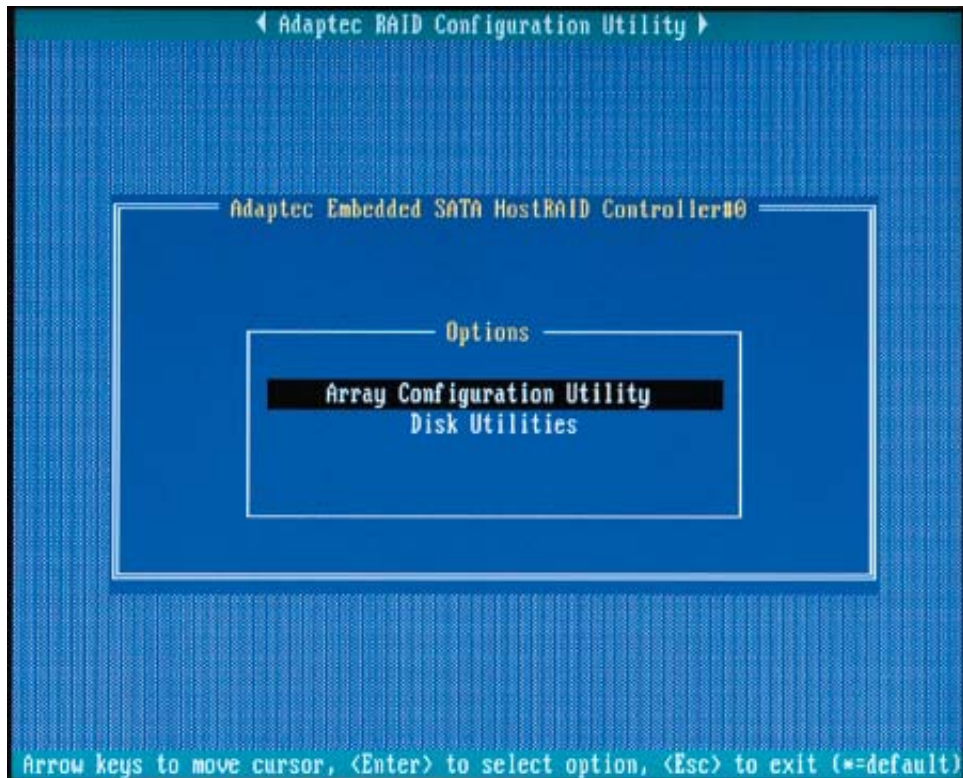 Adaptec RAID Configuration Utility
Adaptec Embedded SATA HostRAID Controller#0
Options
Array Configuration Utility
Disk Utilities
Arrow keys to move cursor, <Enter> to select option, <Esc> to exit (*=default)